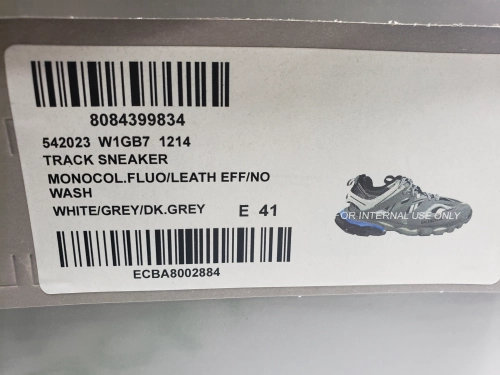 8084399834
542023 W1GB7 1214
TRACK SNEAKER
MONOCOL.FLUO/LEATH EFF/NO
WASH
WHITE/GREY/DK.GREY E 41
OR INTERNAL USE ONLY
ECBA8002884